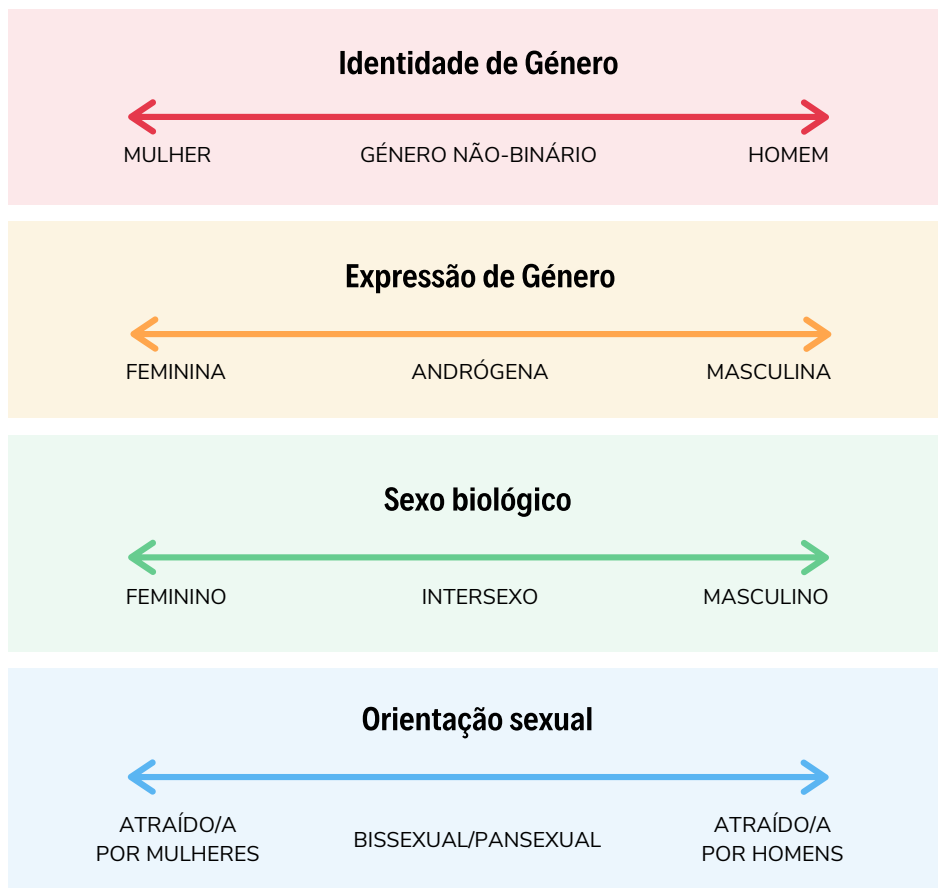 Identidade de Género
MULHER GÉNERO NÃO-BINÁRIO HOMEM
Expressão de Género
FEMININA ANDRÓGENA MASCULINA
Sexo biológico
FEMININO INTERSEXO MASCULINO
Orientação sexual
ATRAÍDO/A
POR MULHERES
BISSEXUAL/PANSEXUAL
ATRAÍDO/A
POR HOMENS